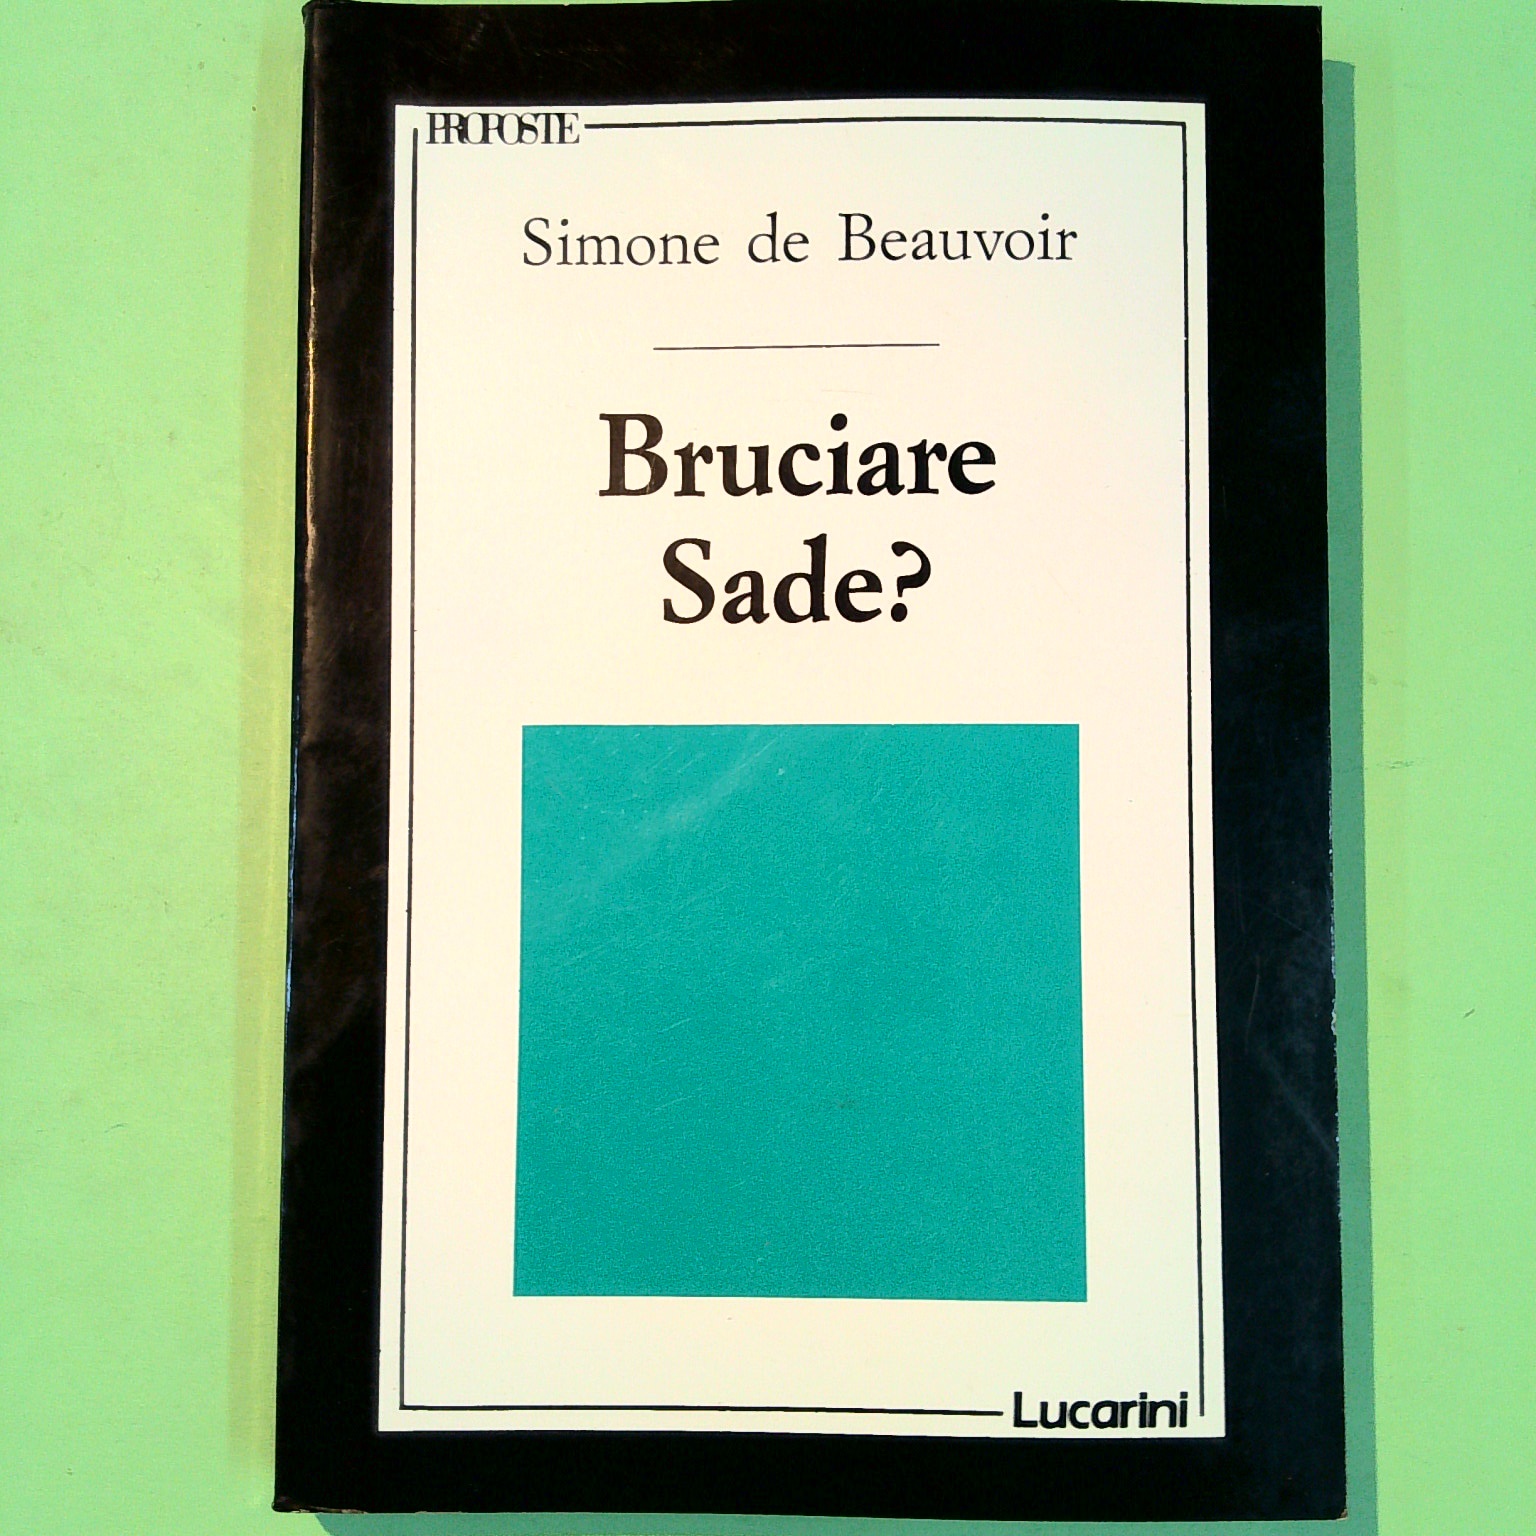 PROPOSTE
Simone de Beauvoir
Bruciare
Sade?
Lucarini